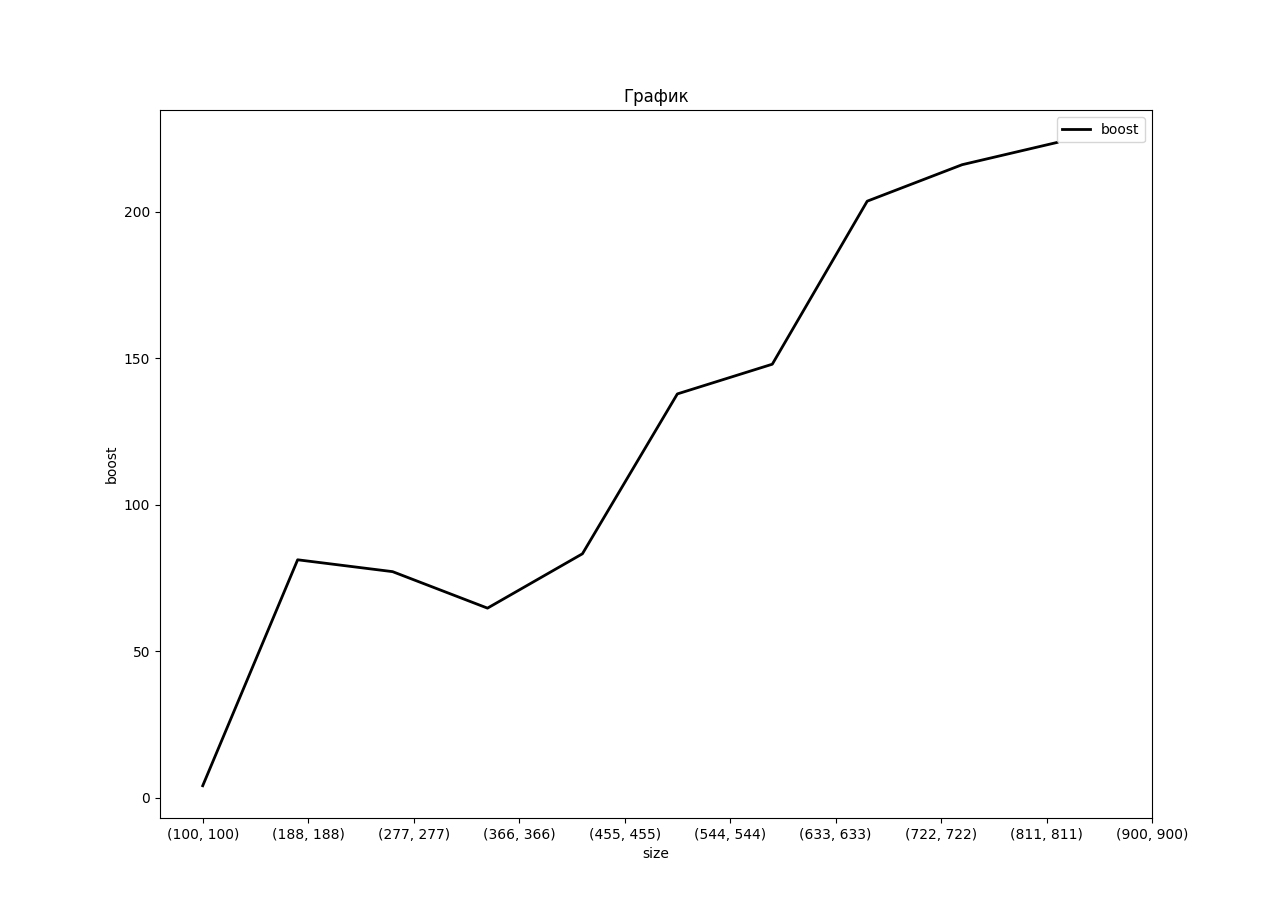 График
boost
200
150
100
50
0
boost
(100, 100) (188, 188) (277, 277) (366, 366) (455, 455) (544, 544) (633, 633) (722, 722) (811, 811) (900, 900)
size